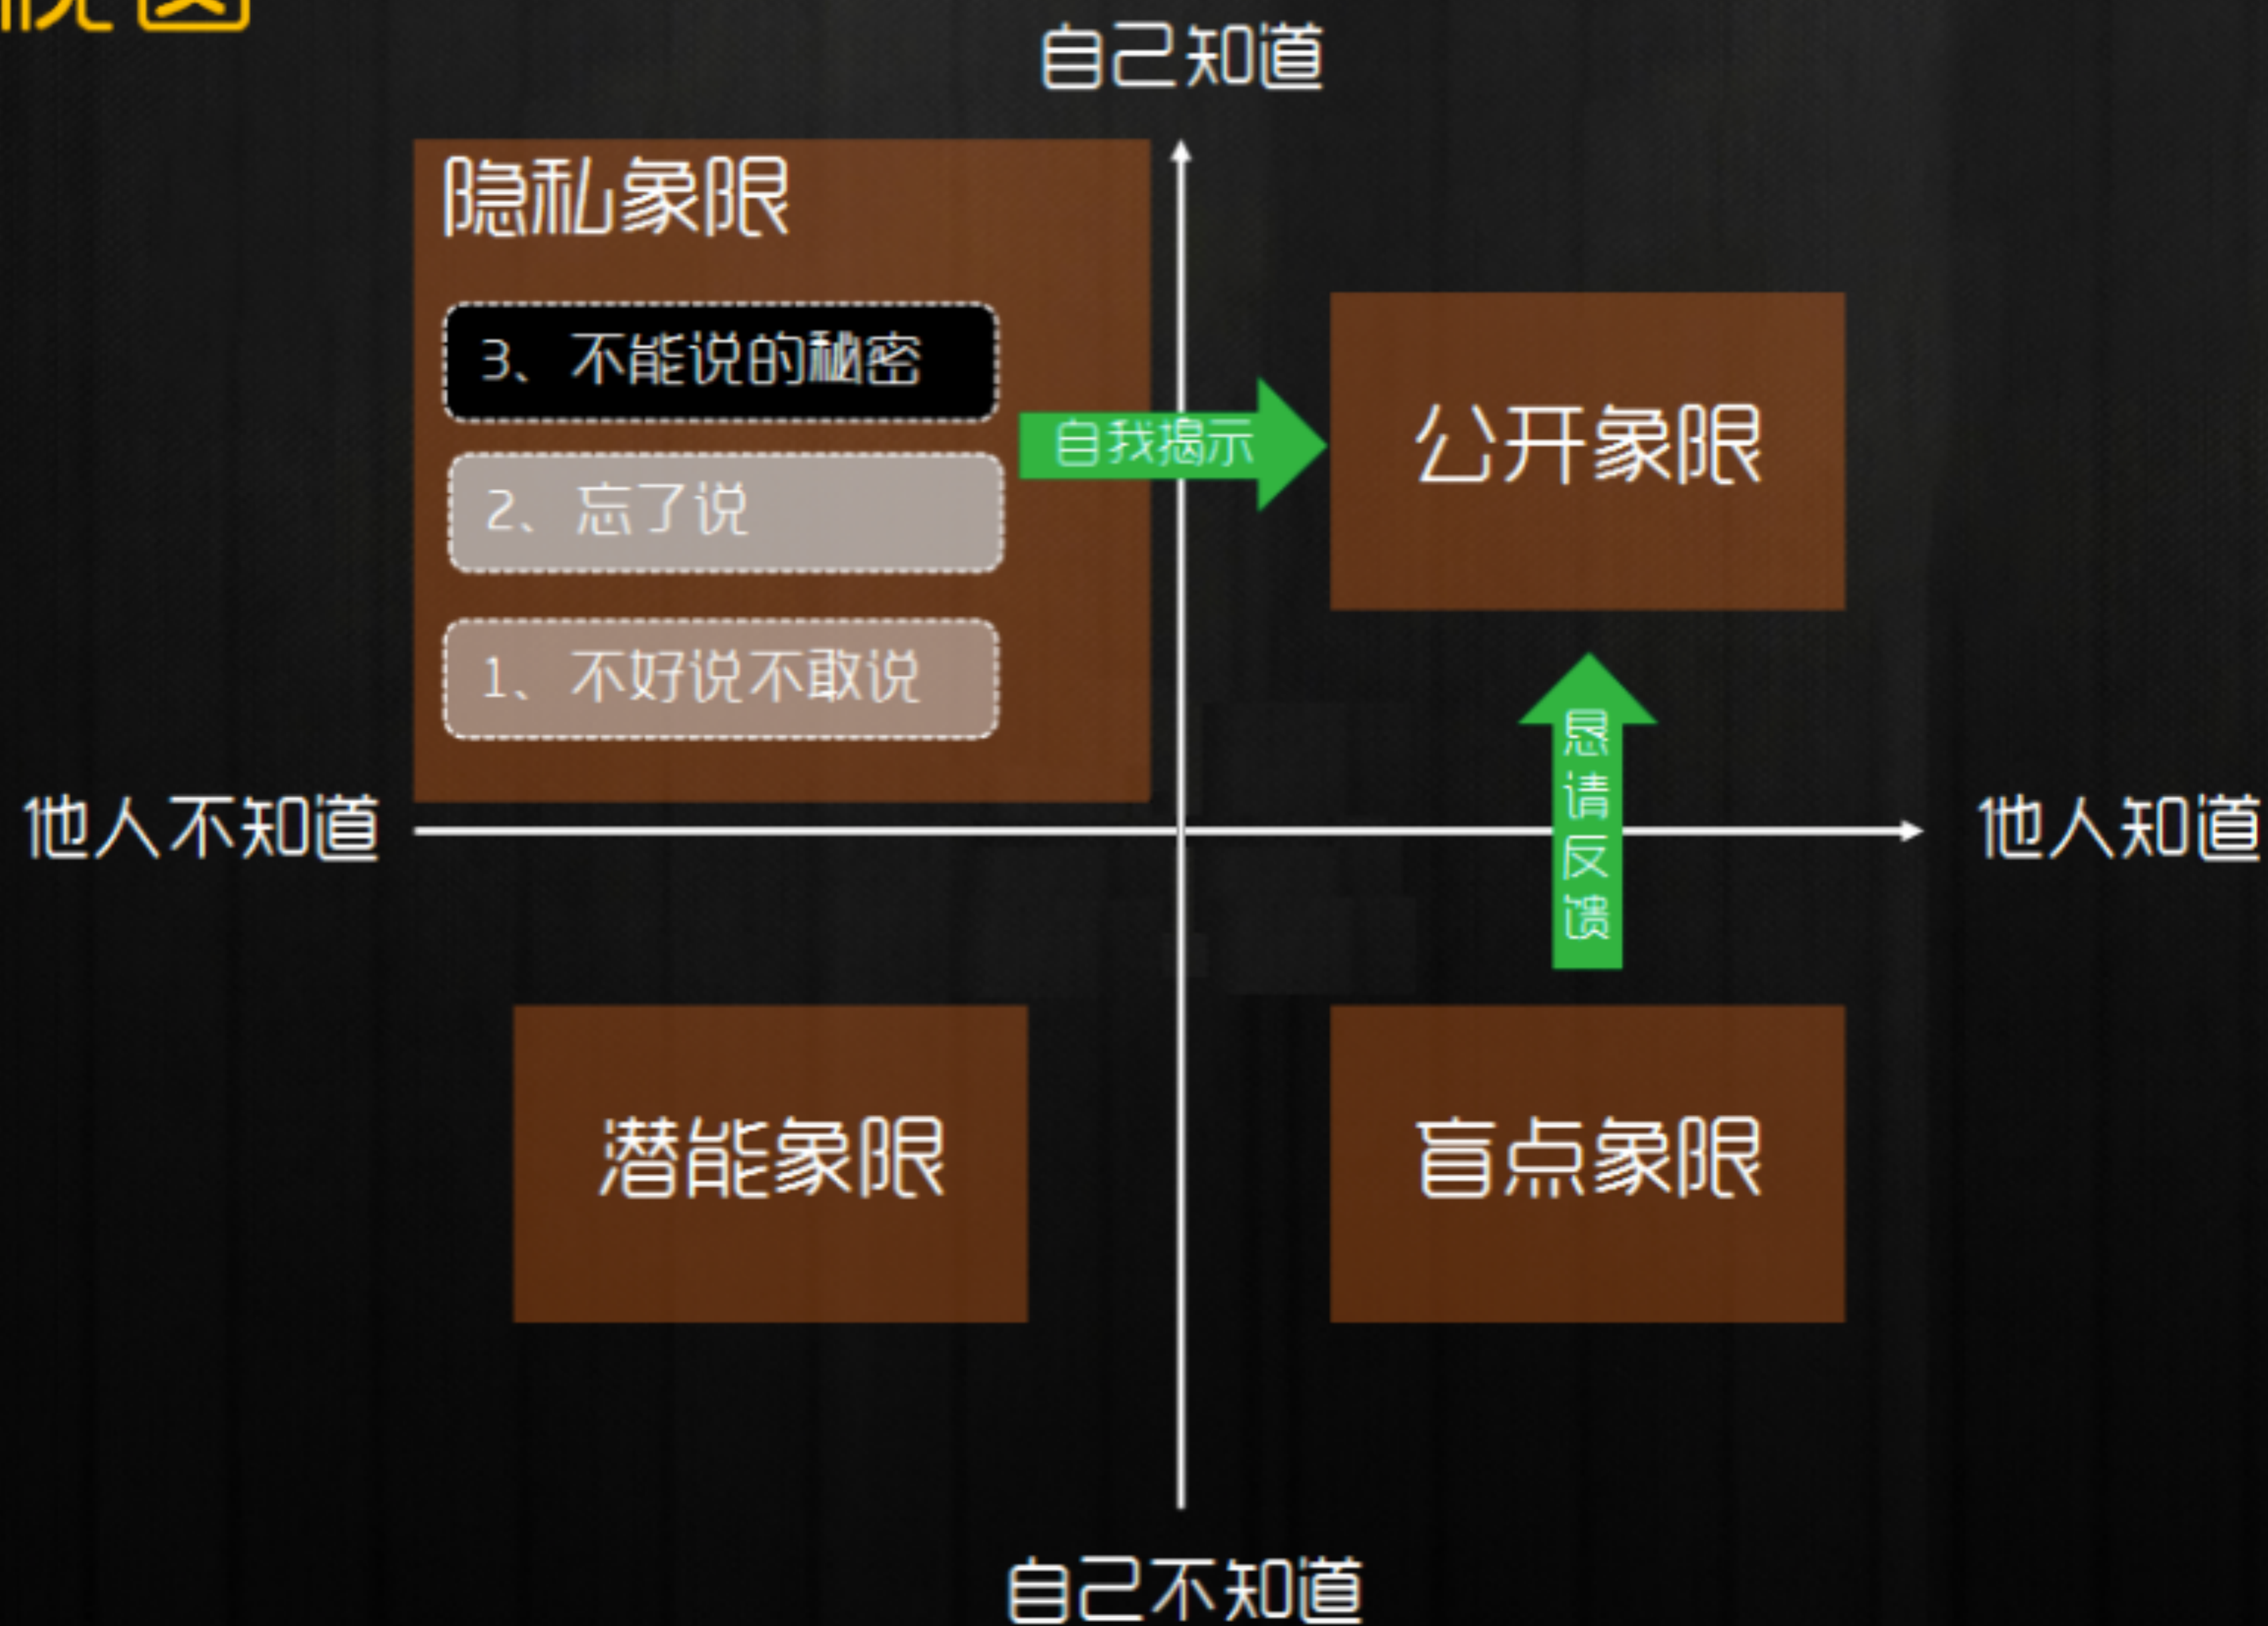 自己知道
隐私象限
3、不能说的秘密
2、忘了说
1、不好说不敢说
自我揭示
公开象限
恳请反馈
他人不知道
他人知道
潜能象限
盲点象限
自己不知道